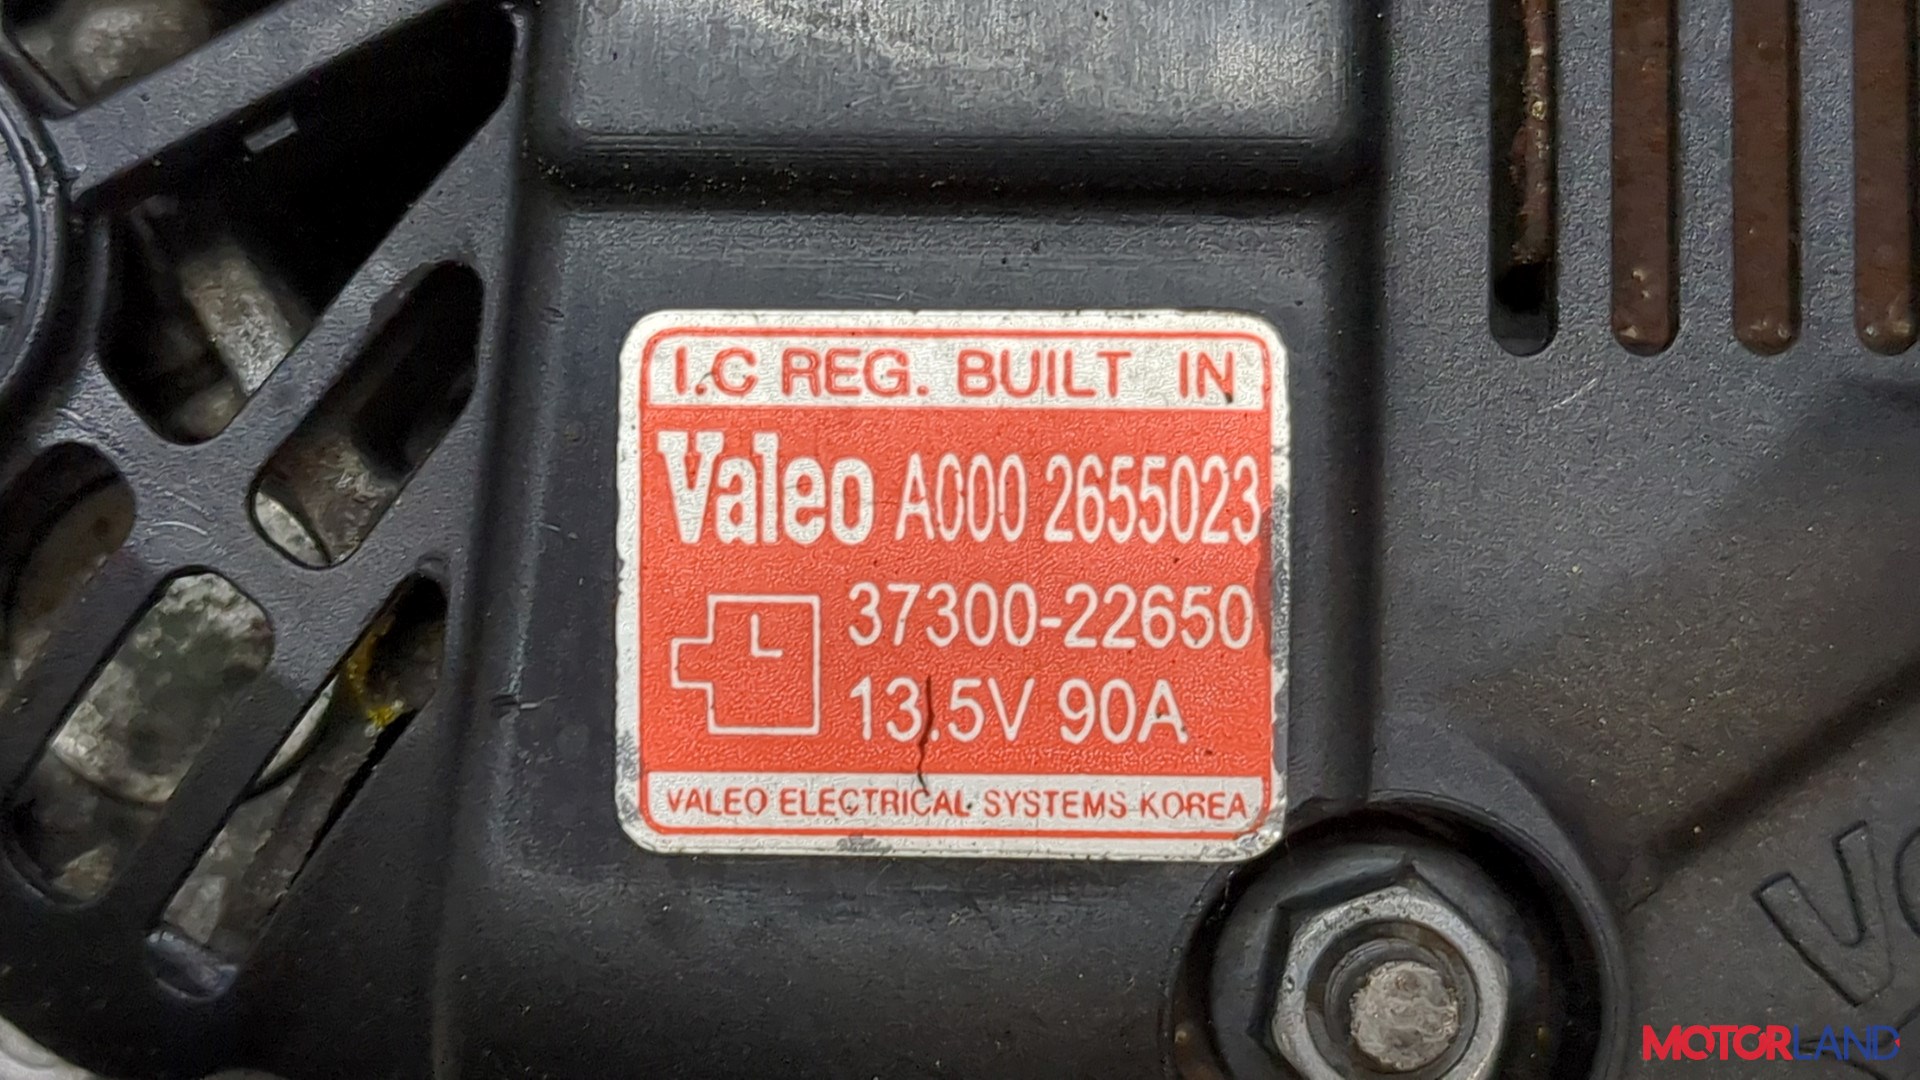 I.C REG. BUILT IN
Valeo A000 2655023
L
37300-22650
13.5V 90A
VALEO ELECTRICAL SYSTEMS KOREA
MOTORLAND